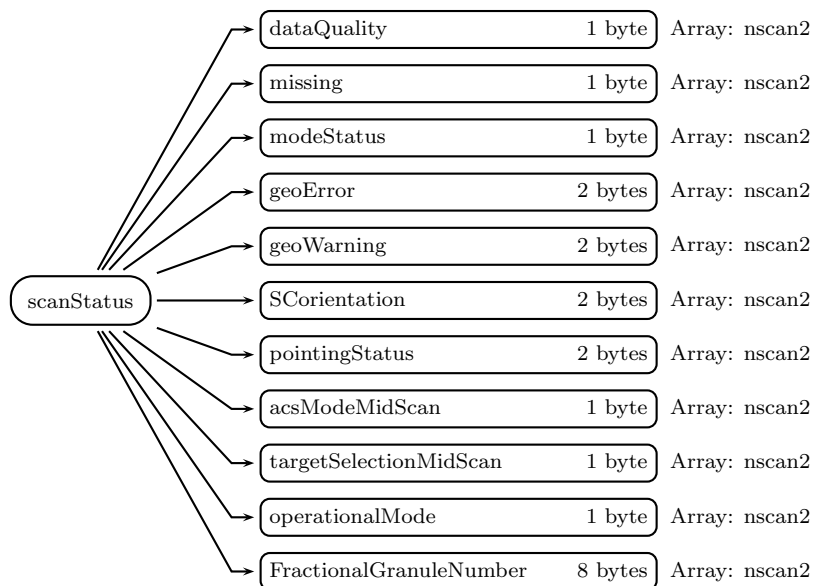 dataQuality 1 byte Array: nscan2
missing 1 byte Array: nscan2
modeStatus 1 byte Array: nscan2
geoError 2 bytes Array: nscan2
geoWarning 2 bytes Array: nscan2
scanStatus SCorientation 2 bytes Array: nscan2
pointingStatus 2 bytes Array: nscan2
acsModeMidScan 1 byte Array: nscan2
targetSelectionMidScan 1 byte Array: nscan2
operationalMode 1 byte Array: nscan2
FractionalGranuleNumber 8 bytes Array: nscan2